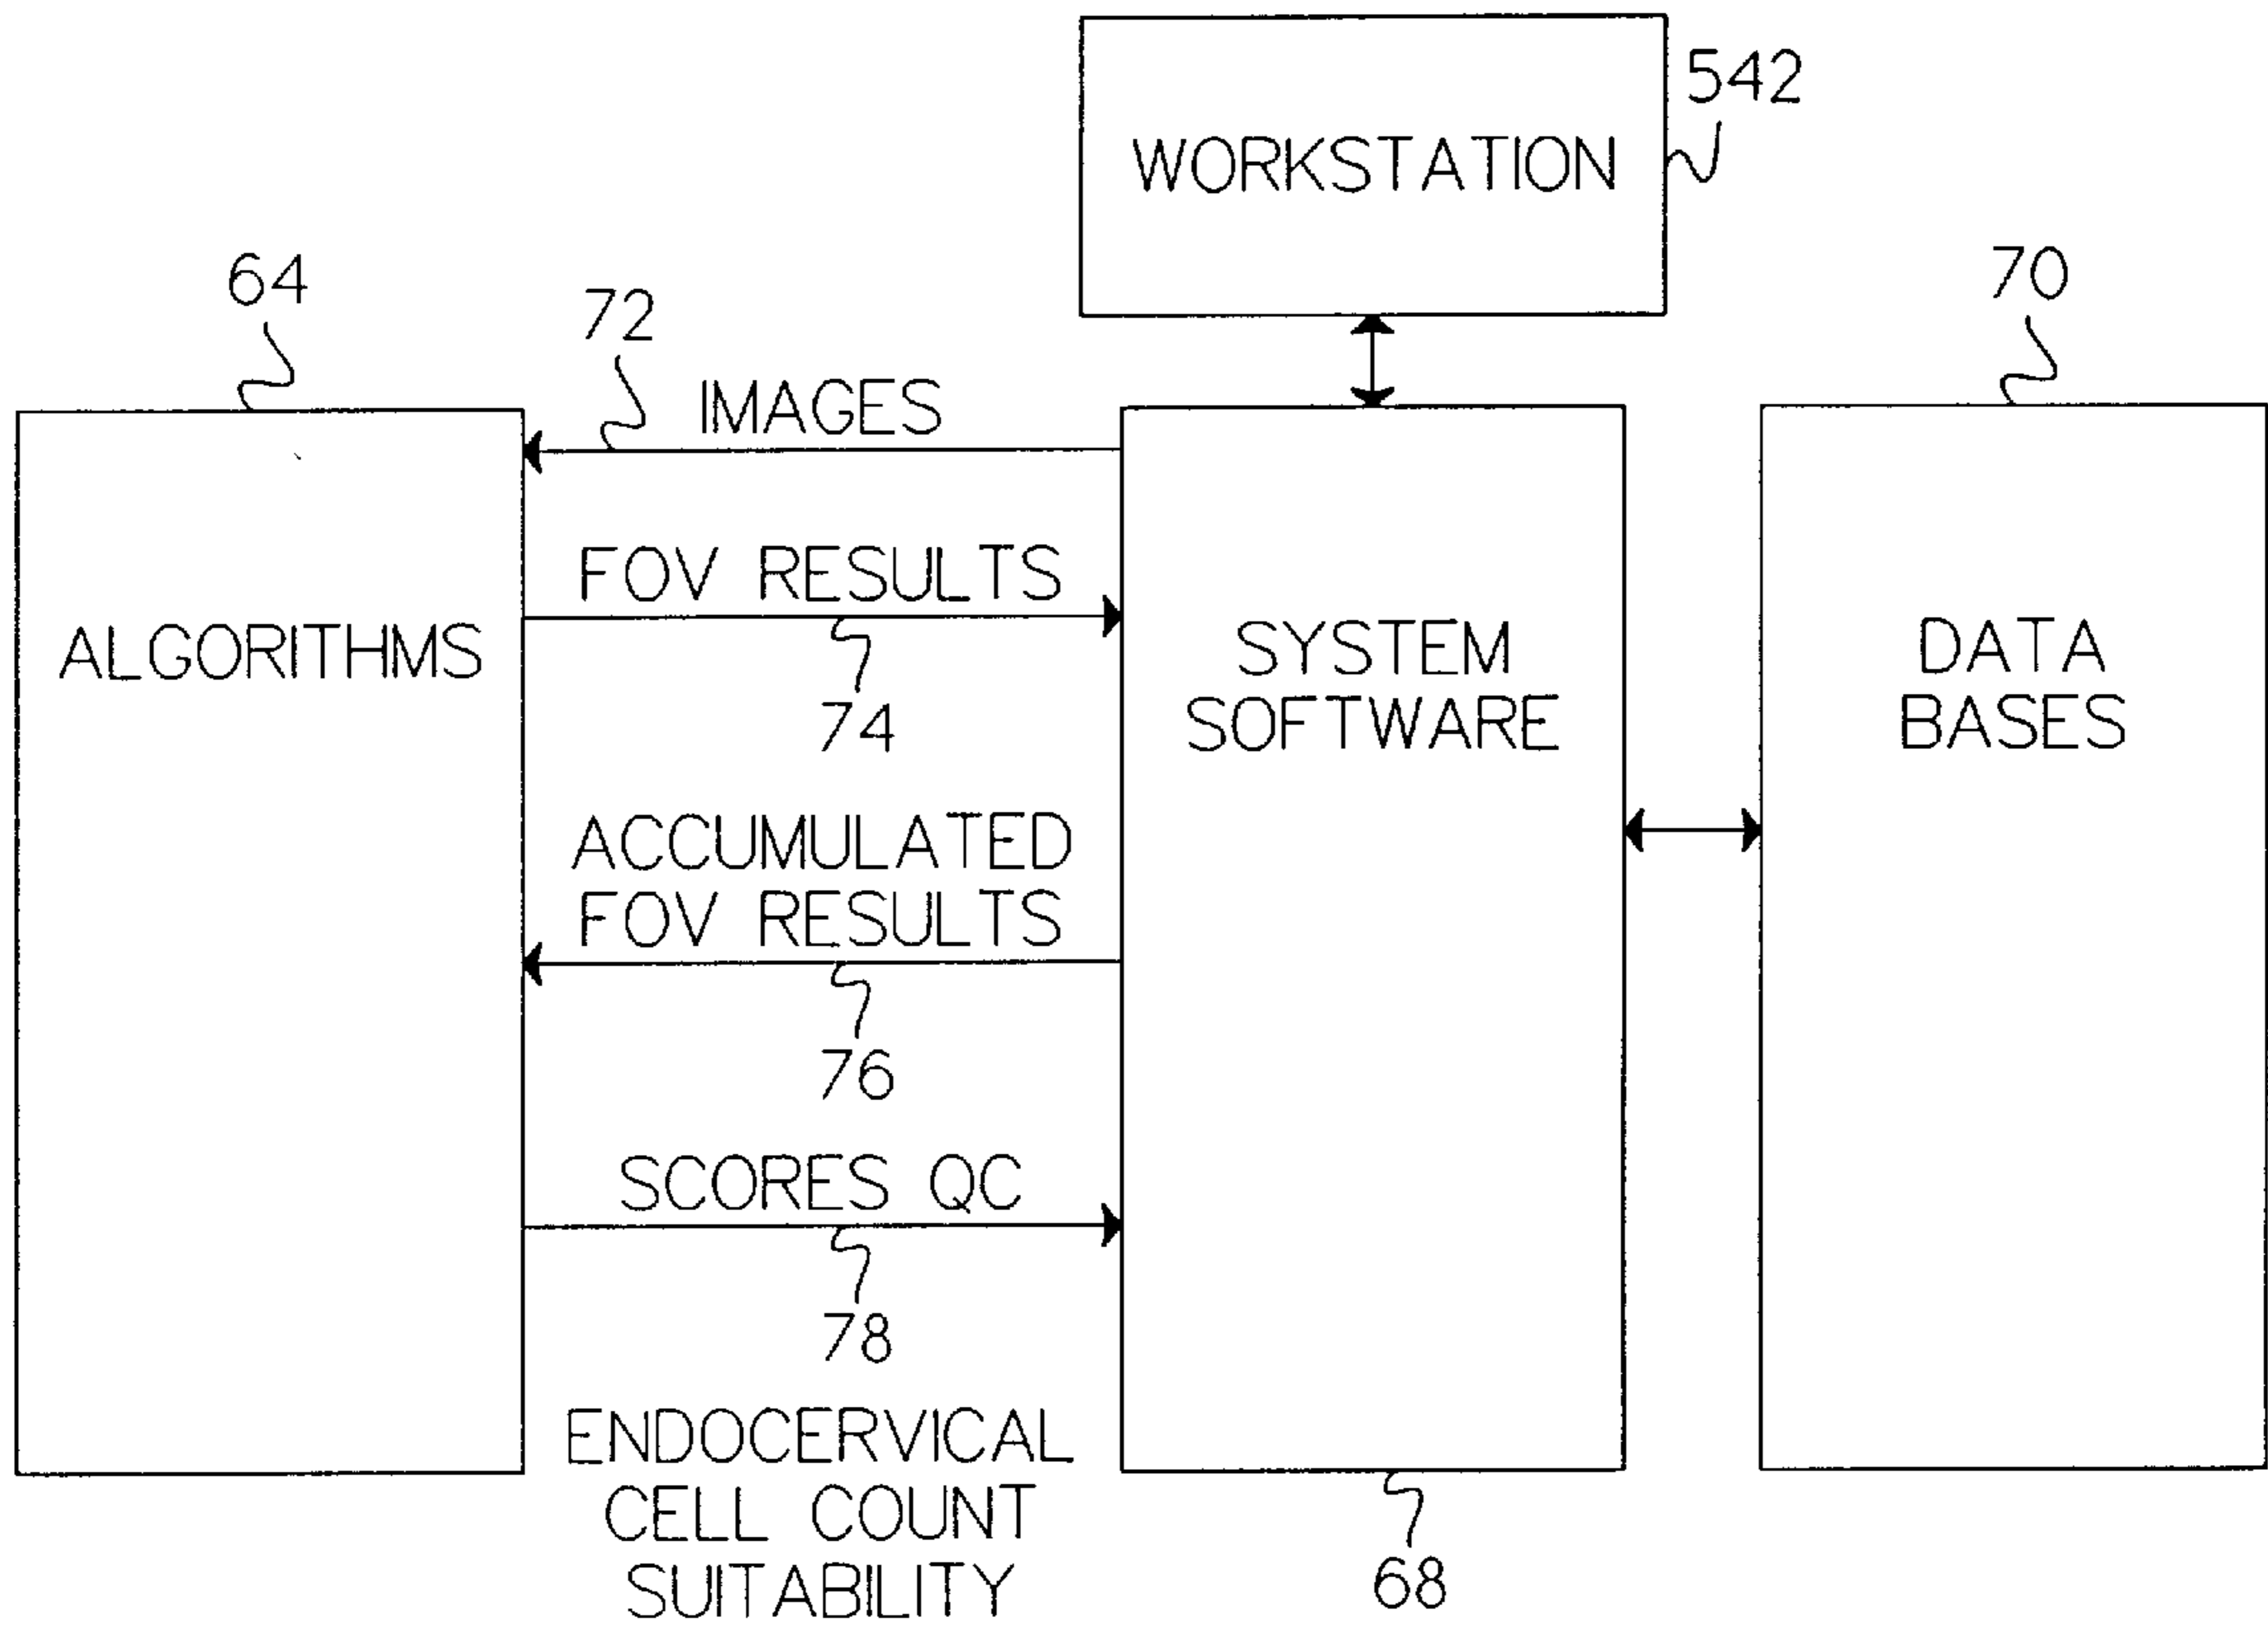 542
WORKSTATION
64
72
70
IMAGES
FOV RESULTS
ALGORITHMS
SYSTEM
SOFTWARE
DATA
BASES
74
ACCUMULATED
FOV RESULTS
76
SCORES QC
78
ENDOCERVICAL
CELL COUNT
SUITABILITY
68